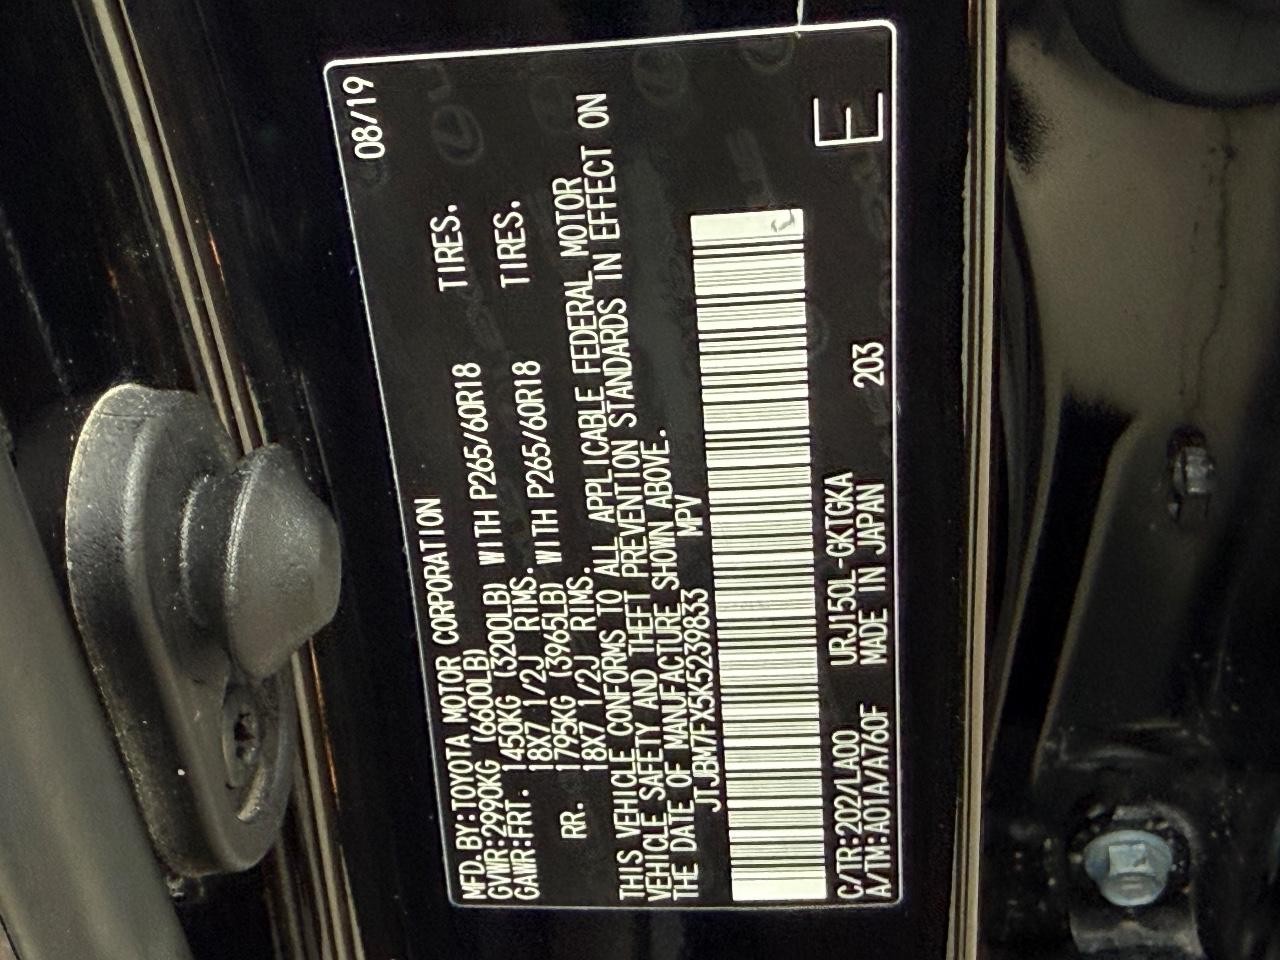 MFD.BY:TOYOTA MOTOR CORPORATION 08/19
GVWR:2990KG (6600LB)
GAWR:FRT. 1450KG (3200LB) WITH P265/60R18 TIRES.
18X7 1/2J RIMS.
RR. 1795KG (3965LB) WITH P265/60R18 TIRES.
18X7 1/2J RIMS.
THIS VEHICLE CONFORMS TO ALL APPLICABLE FEDERAL MOTOR
VEHICLE SAFETY AND THEFT PREVENTION STANDARDS IN EFFECT ON
THE DATE OF MANUFACTURE SHOWN ABOVE.
JTJBM7FX5K5239833 MPV
C/TR:202/LA00 URJ150L-GKTGKA
A/TM:A01A/A760F MADE IN JAPAN 203 E